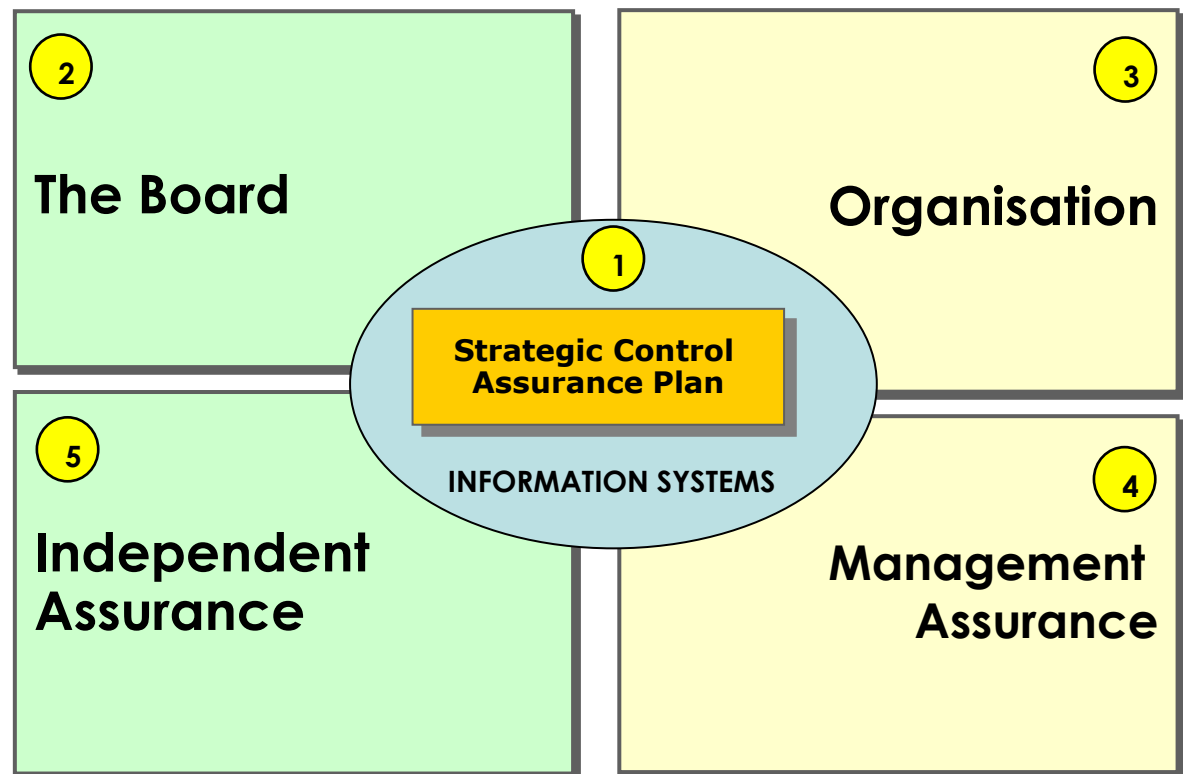 2
The Board
3
Organisation
1
Strategic Control
Assurance Plan
INFORMATION SYSTEMS
5
Independent
Assurance
4
Management
Assurance